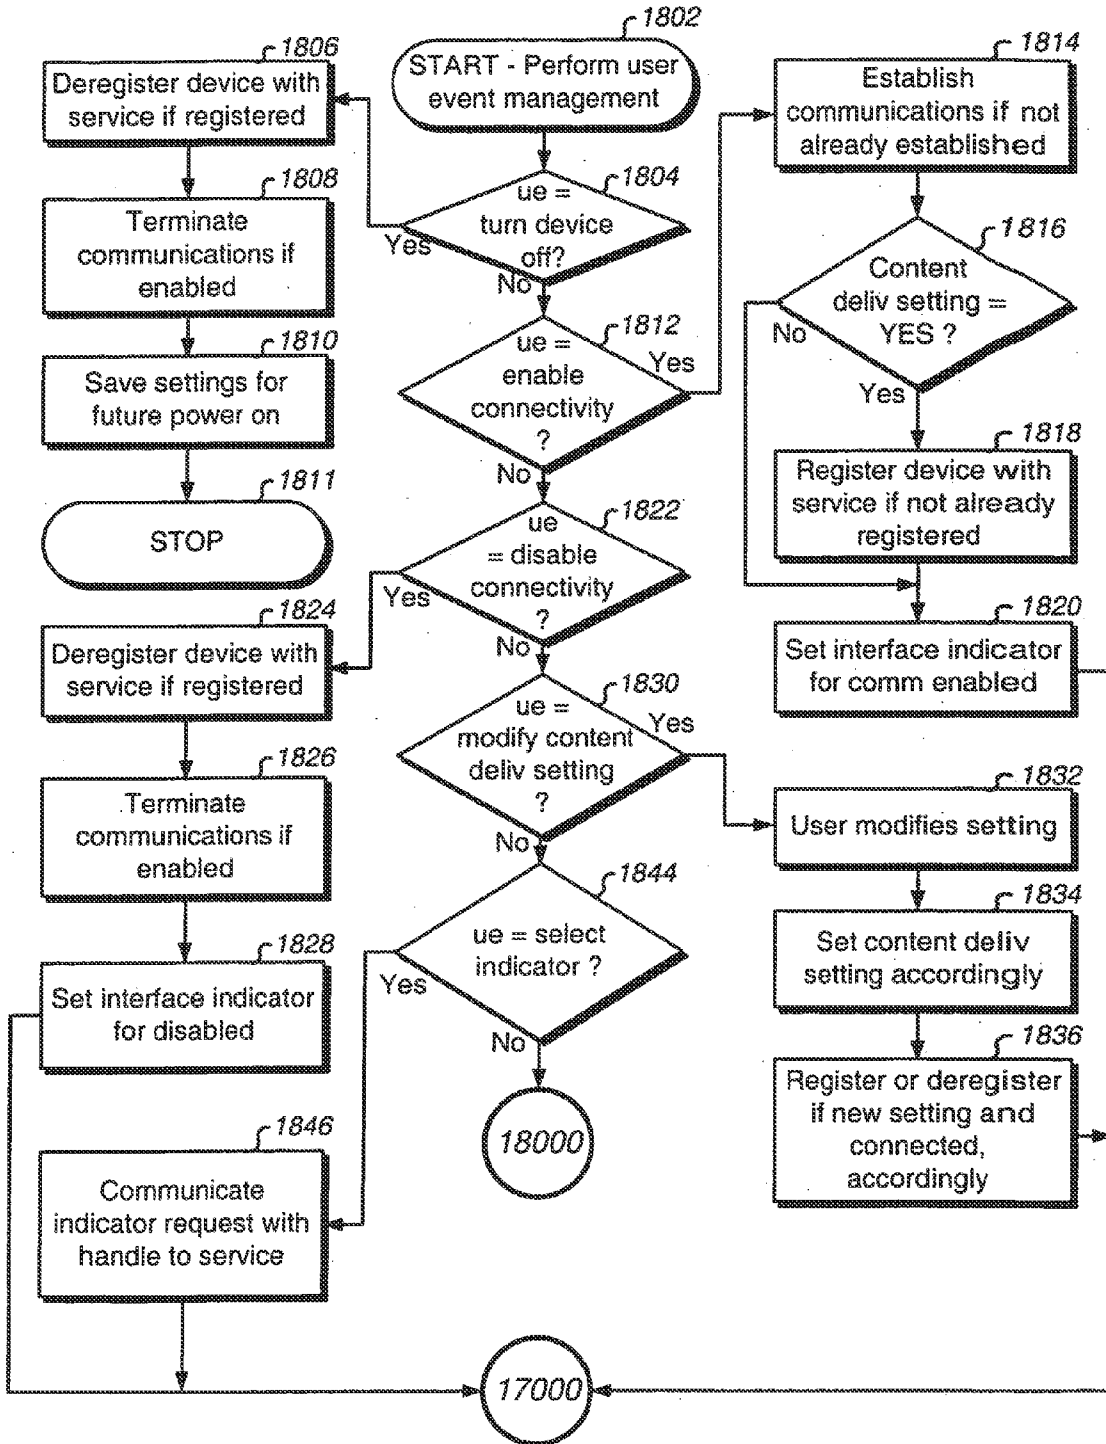 1802
START - Perform user
event management
1804
ue =
turn device
off?
Yes
No
1806
Deregister device with
service if registered
1808
Terminate
communications if
enabled
1810
Save settings for
future power on
1811
STOP
1812
ue =
enable
connectivity
?
Yes
No
1814
Establish
communications if not
already established
1816
Content
deliv setting =
YES ?
No
Yes
1818
Register device with
service if not already
registered
1820
Set interface indicator
for comm enabled
1822
ue
= disable
connectivity
?
Yes
No
1824
Deregister device with
service if registered
1826
Terminate
communications if
enabled
1828
Set interface indicator
for disabled
1830
ue =
modify content
deliv setting
?
Yes
No
1832
User modifies setting
1834
Set content deliv
setting accordingly
1836
Register or deregister
if new setting and
connected,
accordingly
1844
ue = select
indicator ?
Yes
No
1846
Communicate
indicator request with
handle to service
18000
17000